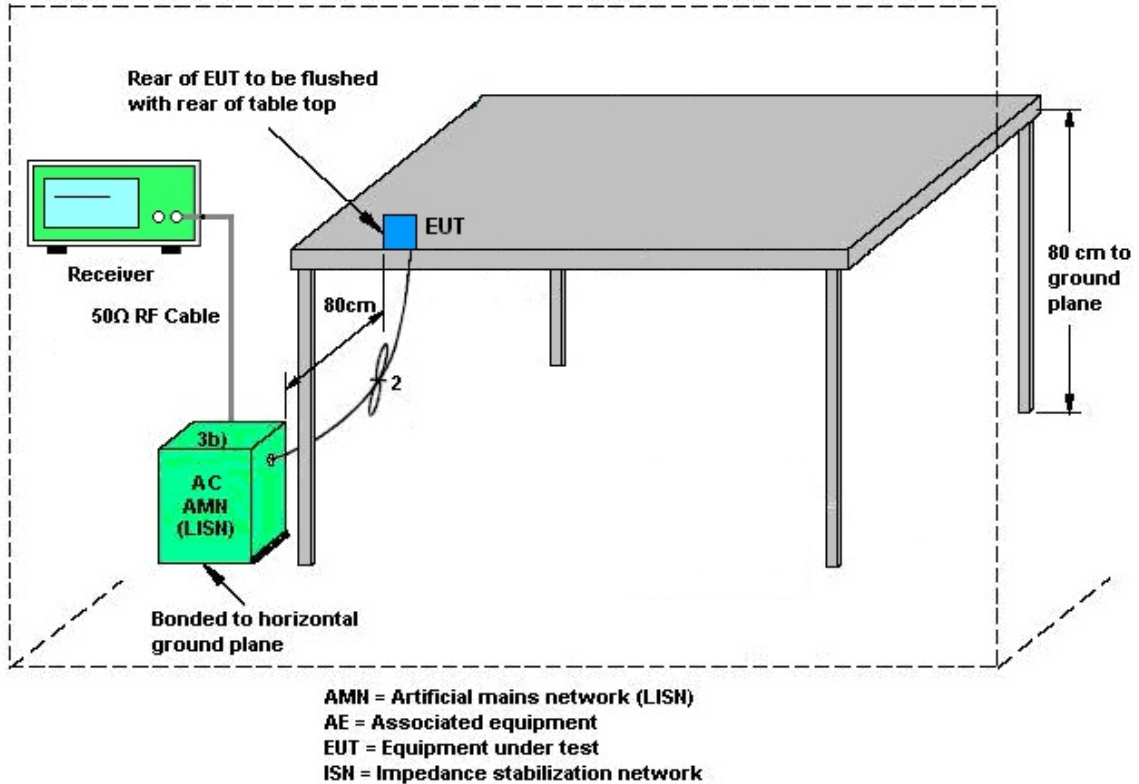 Rear of EUT to be flushed
with rear of table top
EUT
Receiver
50Ω RF Cable
80cm
2
80 cm to
ground
plane
3b)
AC
AMN
(LISN)
Bonded to horizontal
ground plane
AMN = Artificial mains network (LISN)
AE = Associated equipment
EUT = Equipment under test
ISN = Impedance stabilization network